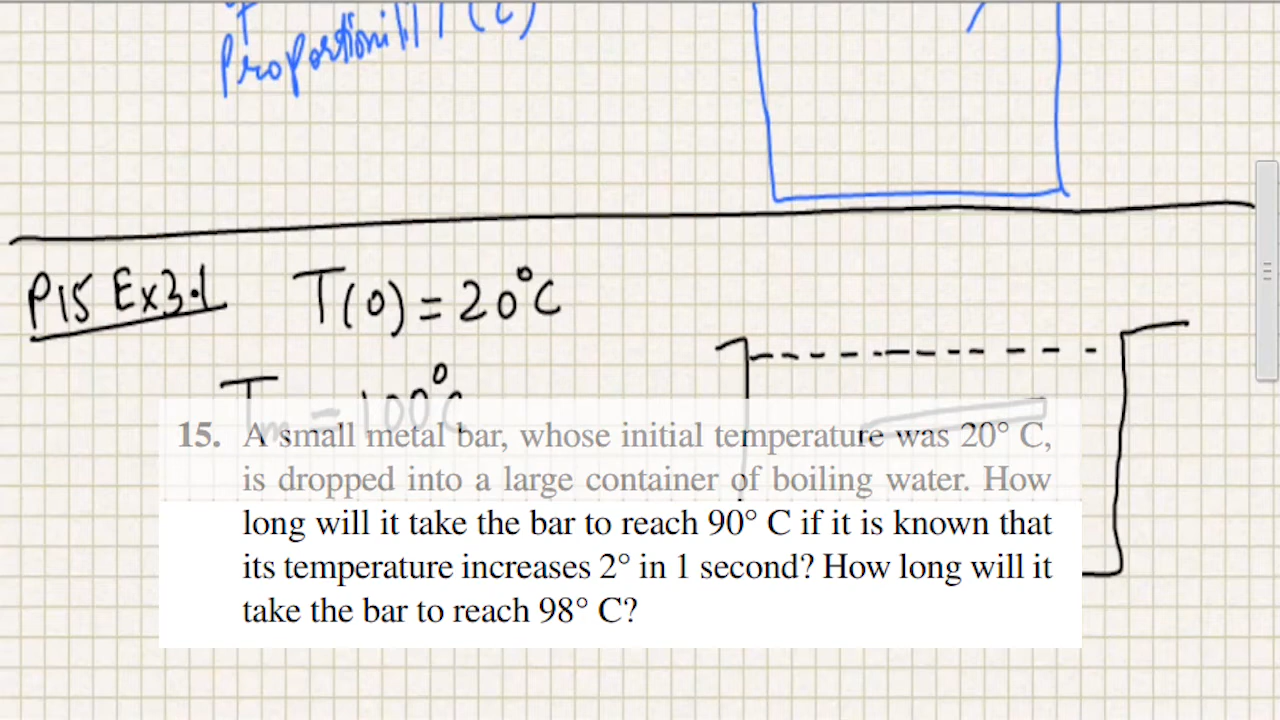 P15 Ex3.1 T(0) = 20°C
Tm = 100°C
15. A small metal bar, whose initial temperature was 20° C,
is dropped into a large container of boiling water. How
long will it take the bar to reach 90° C if it is known that
its temperature increases 2° in 1 second? How long will it
take the bar to reach 98° C?